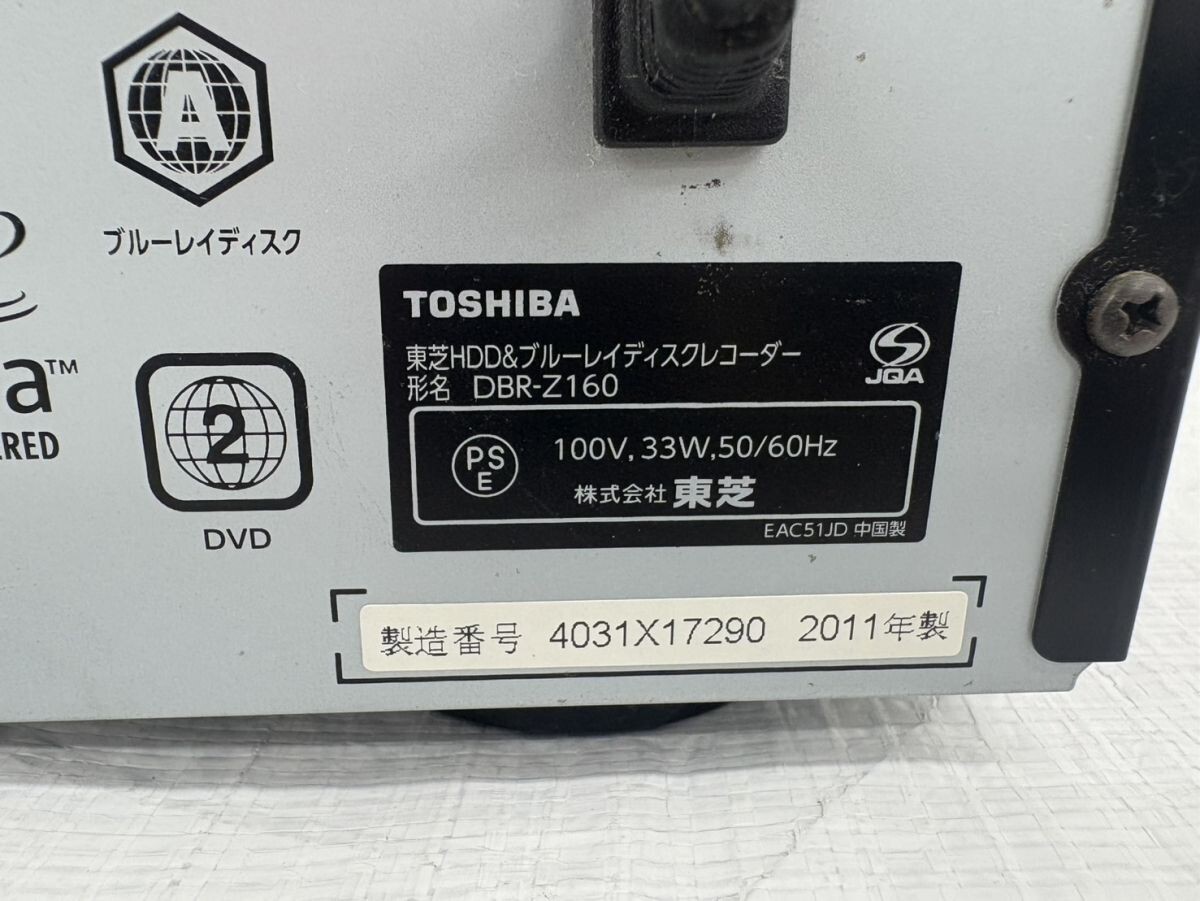 A
ブルーレイディスク
a™
RED
2
DVD
TOSHIBA
東芝HDD&ブルーレイディスクレコーダー
形名 DBR-Z160
JQA
PS
E
100V, 33W, 50/60Hz
株式会社 東芝
EAC51JD 中国製
製造番号 4031X17290 2011年製